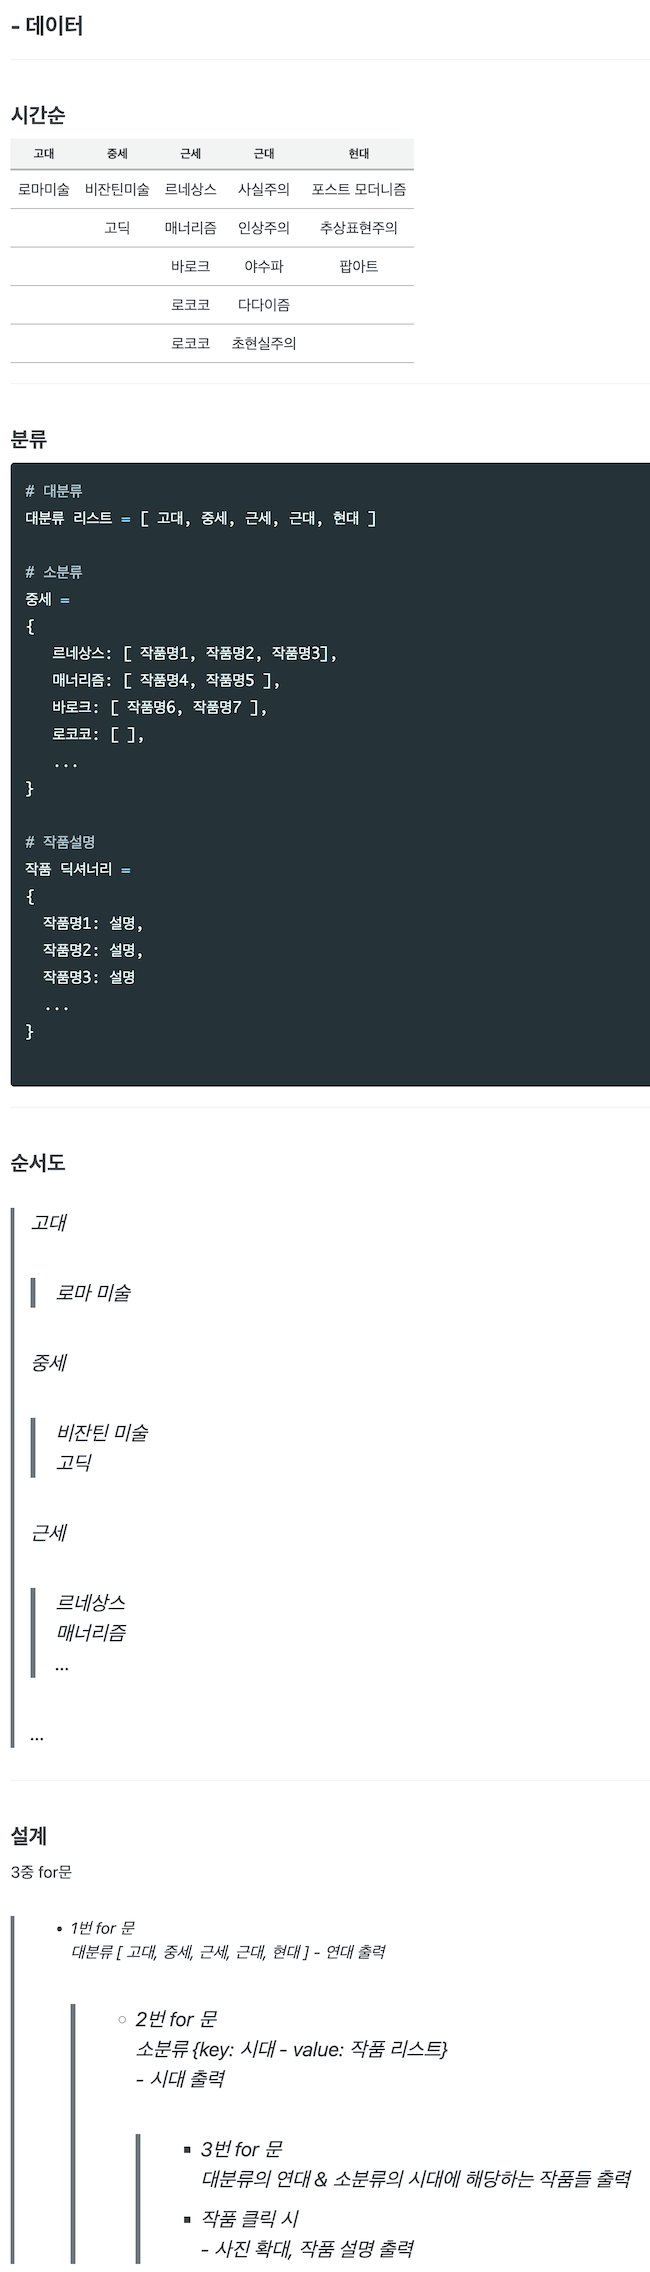 - 데이터
시간순
고대 중세 근세 근대 현대
로마미술 비잔틴미술 르네상스 사실주의 포스트 모더니즘
고딕 매너리즘 인상주의 추상표현주의
바로크 야수파 팝아트
로코코 다다이즘
로코코 초현실주의
분류
# 대분류
대분류 리스트 = [ 고대, 중세, 근세, 근대, 현대 ]
# 소분류
중세 =
{
르네상스: [ 작품명1, 작품명2, 작품명3],
매너리즘: [ 작품명4, 작품명5 ],
바로크: [ 작품명6, 작품명7 ],
로코코: [ ],
...
}
# 작품설명
작품 딕셔너리 =
{
작품명1: 설명,
작품명2: 설명,
작품명3: 설명
...
}
순서도
고대
로마 미술
중세
비잔틴 미술
고딕
근세
르네상스
매너리즘
...
...
설계
3중 for문
• 1번 for 문
대분류 [ 고대, 중세, 근세, 근대, 현대 ] - 연대 출력
○ 2번 for 문
소분류 {key: 시대 - value: 작품 리스트}
- 시대 출력
▪ 3번 for 문
대분류의 연대 & 소분류의 시대에 해당하는 작품들 출력
▪ 작품 클릭 시
- 사진 확대, 작품 설명 출력